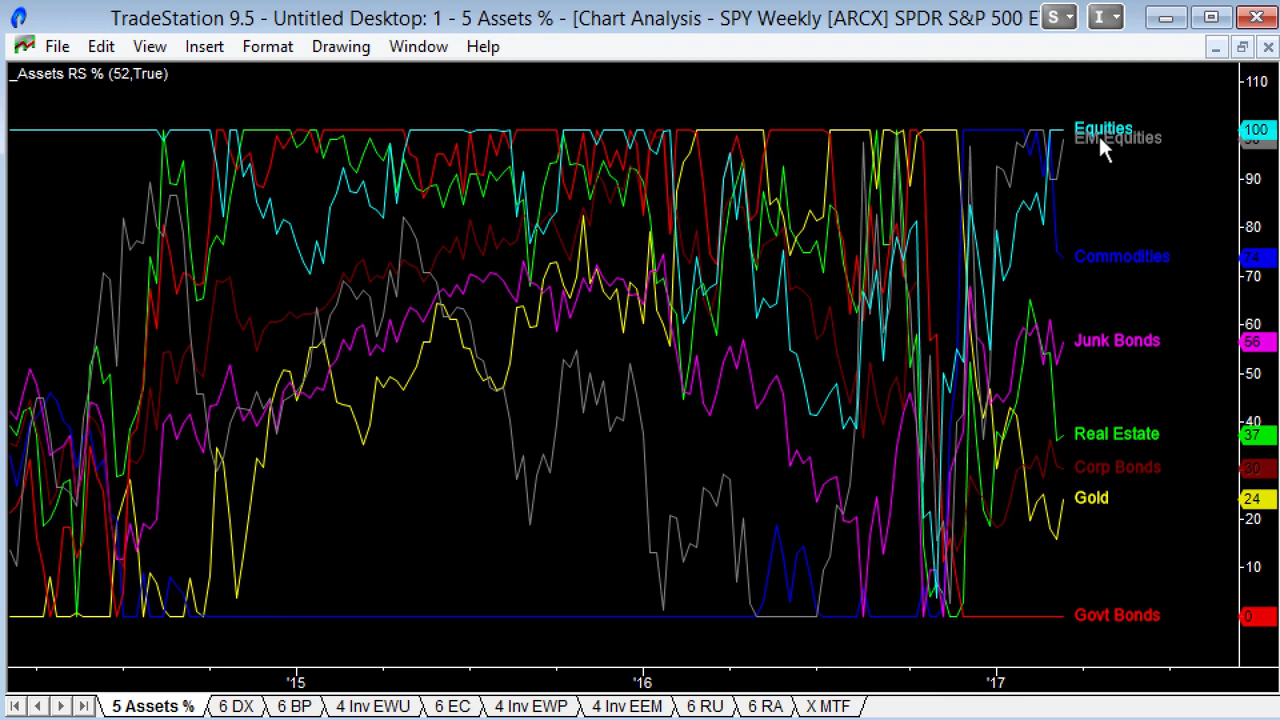 TradeStation 9.5 - Untitled Desktop: 1 - 5 Assets % - [Chart Analysis - SPY Weekly [ARCX] SPDR S&P 500 E
S
I
File Edit View Insert Format Drawing Window Help
_Assets RS % (52,True)
110
Equities
100
EM Equities
90
80
Commodities
74
70
60
Junk Bonds
56
50
40
Real Estate
37
Corp Bonds
30
Gold
24
20
10
Govt Bonds
0
'15 '16 '17
5 Assets % 6 DX 6 BP 4 Inv EWU 6 EC 4 Inv EWP 4 Inv EEM 6 RU 6 RA X MTF